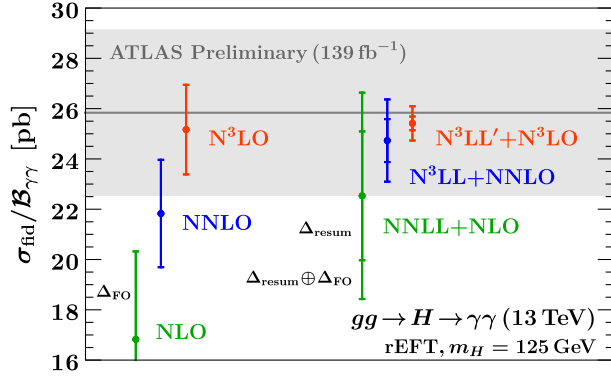 30
28
26
24
22
20
18
16
σ_fid/𝓑_γγ [pb]
ATLAS Preliminary (139 fb⁻¹)
N³LO
N³LL′+N³LO
N³LL+NNLO
NNLO
Δ_resum
NNLL+NLO
Δ_resum⊕Δ_FO
Δ_FO
NLO
gg→H→γγ (13 TeV)
rEFT, m_H = 125 GeV